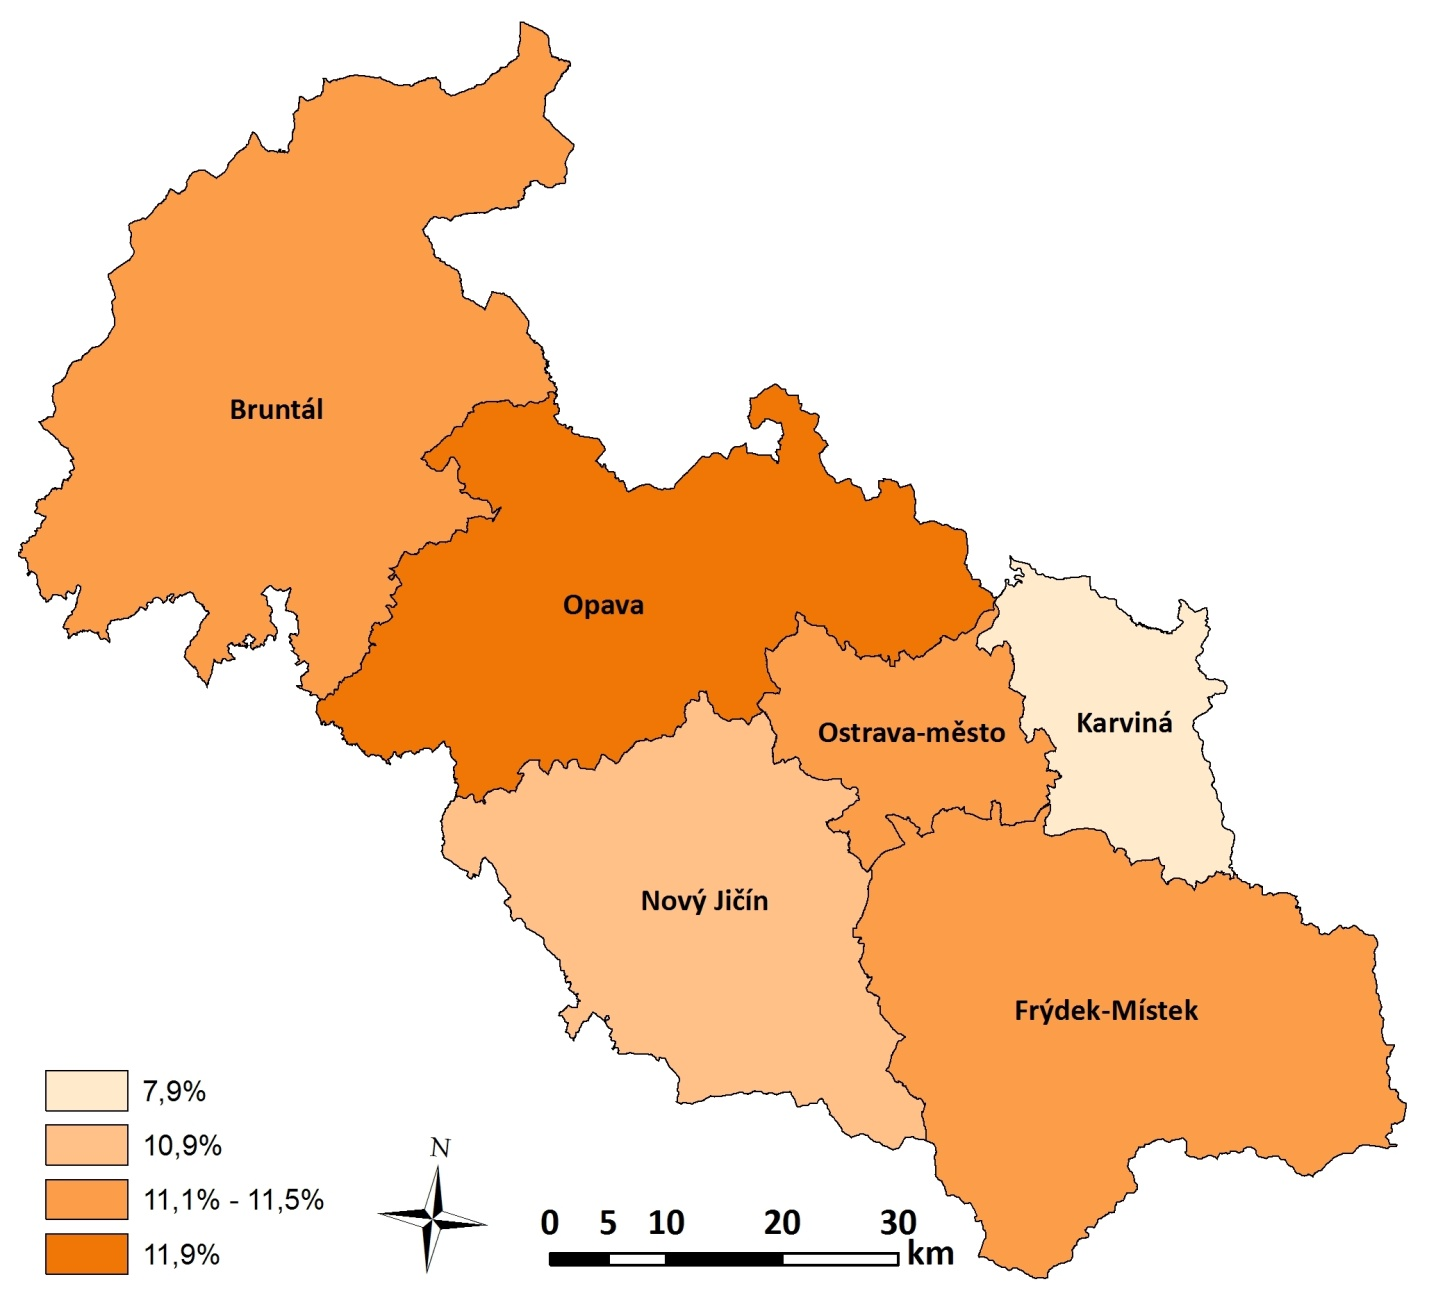 Bruntál
Opava
Ostrava-město
Karviná
Nový Jičín
Frýdek-Místek
7,9%
10,9%
11,1% - 11,5%
11,9%
N
0 5 10 20 30
km